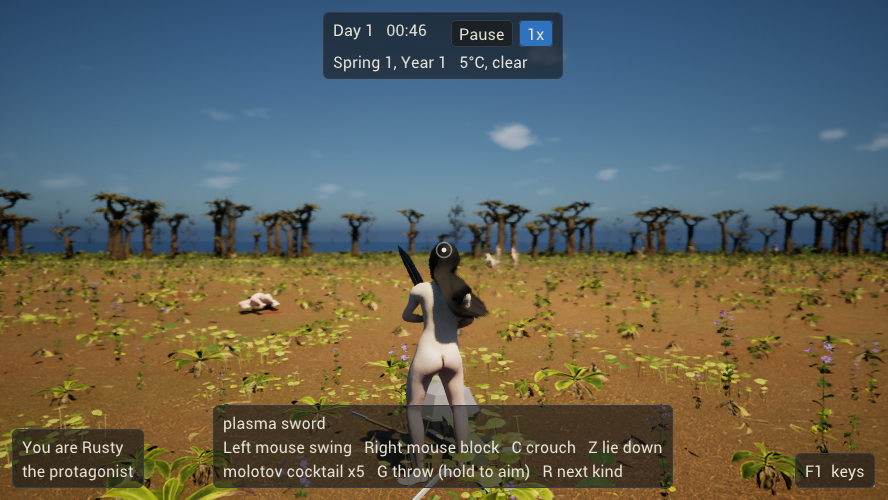 Day 1 00:46 Pause 1x
Spring 1, Year 1 5°C, clear
You are Rusty
the protagonist
plasma sword
Left mouse swing Right mouse block C crouch Z lie down
molotov cocktail x5 G throw (hold to aim) R next kind
F1 keys